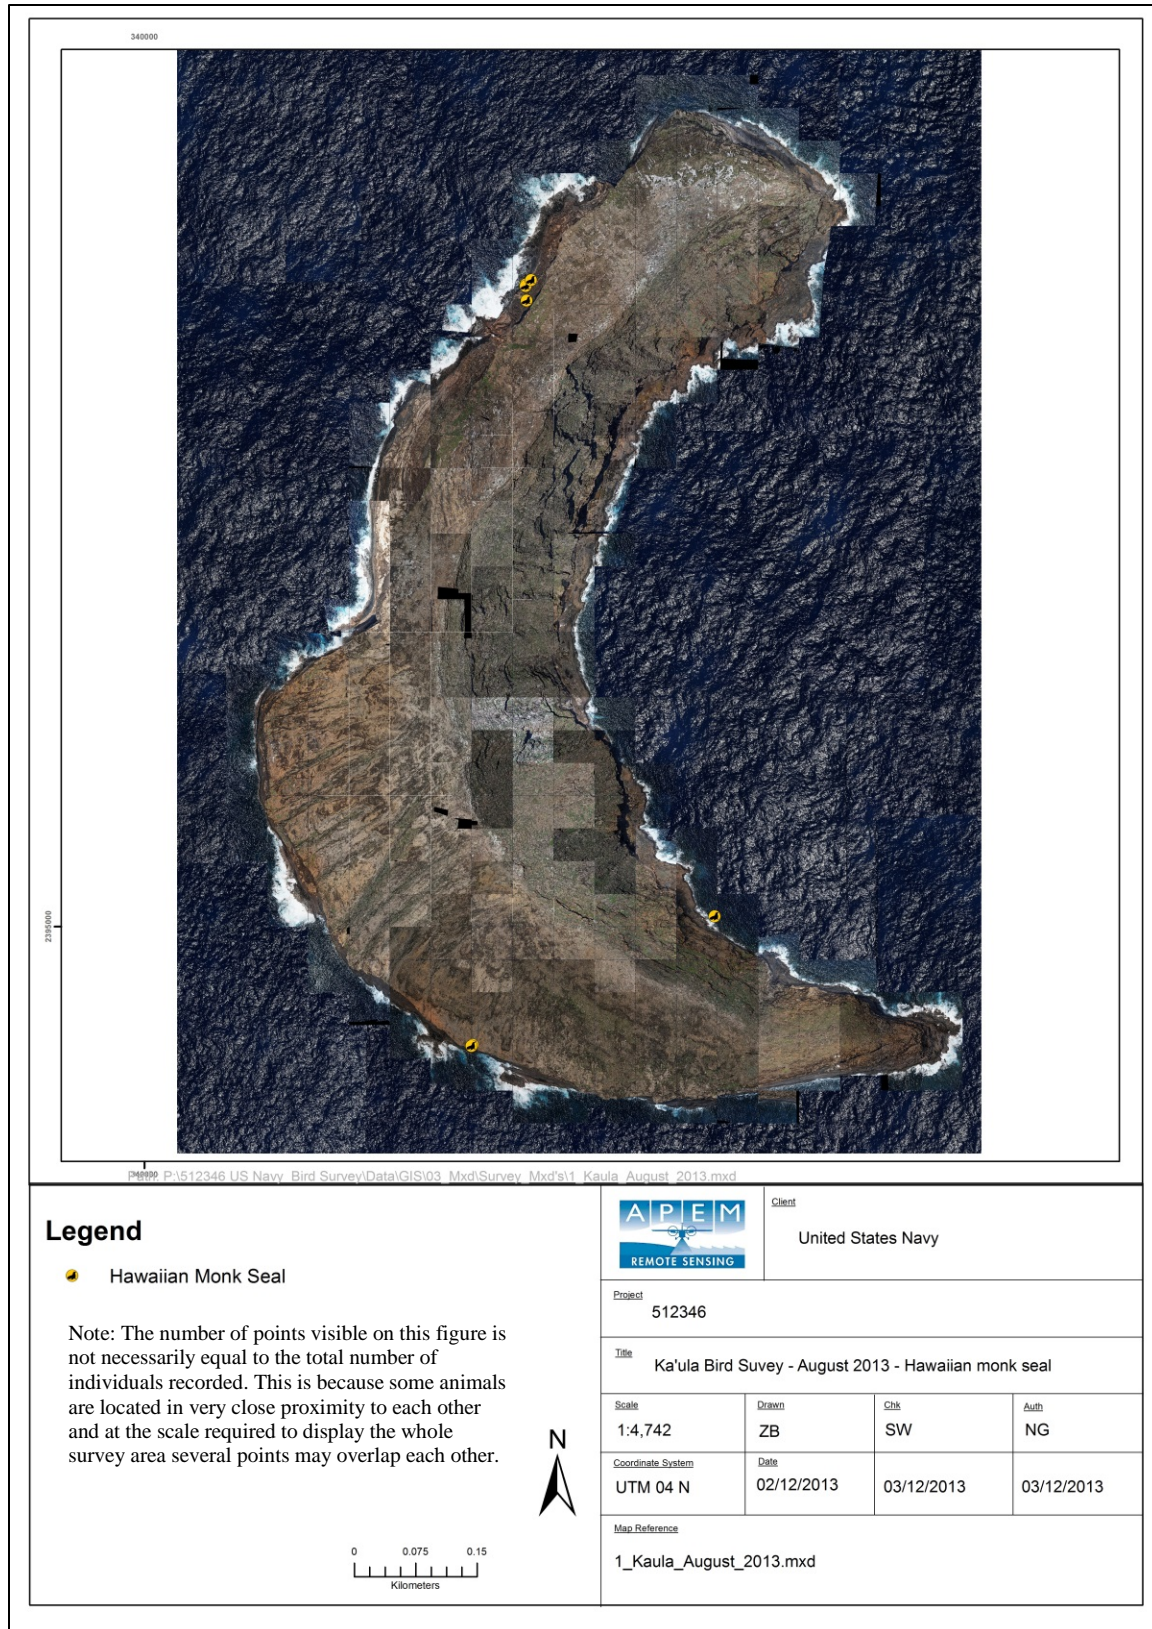 340000
2395000
340000
Path: P:\512346 US Navy Bird Survey\Data\GIS\03_Mxd\Survey_Mxd's\1_Kaula_August_2013.mxd
Legend
Hawaiian Monk Seal
Note: The number of points visible on this figure is
not necessarily equal to the total number of
individuals recorded. This is because some animals
are located in very close proximity to each other
and at the scale required to display the whole
survey area several points may overlap each other.
N
0 0.075 0.15
Kilometers
APEM
REMOTE SENSING
Client
United States Navy
Project
512346
Title
Ka'ula Bird Suvey - August 2013 - Hawaiian monk seal
Scale
1:4,742
Drawn
ZB
Chk
SW
Auth
NG
Coordinate System
UTM 04 N
Date
02/12/2013
03/12/2013
03/12/2013
Map Reference
1_Kaula_August_2013.mxd